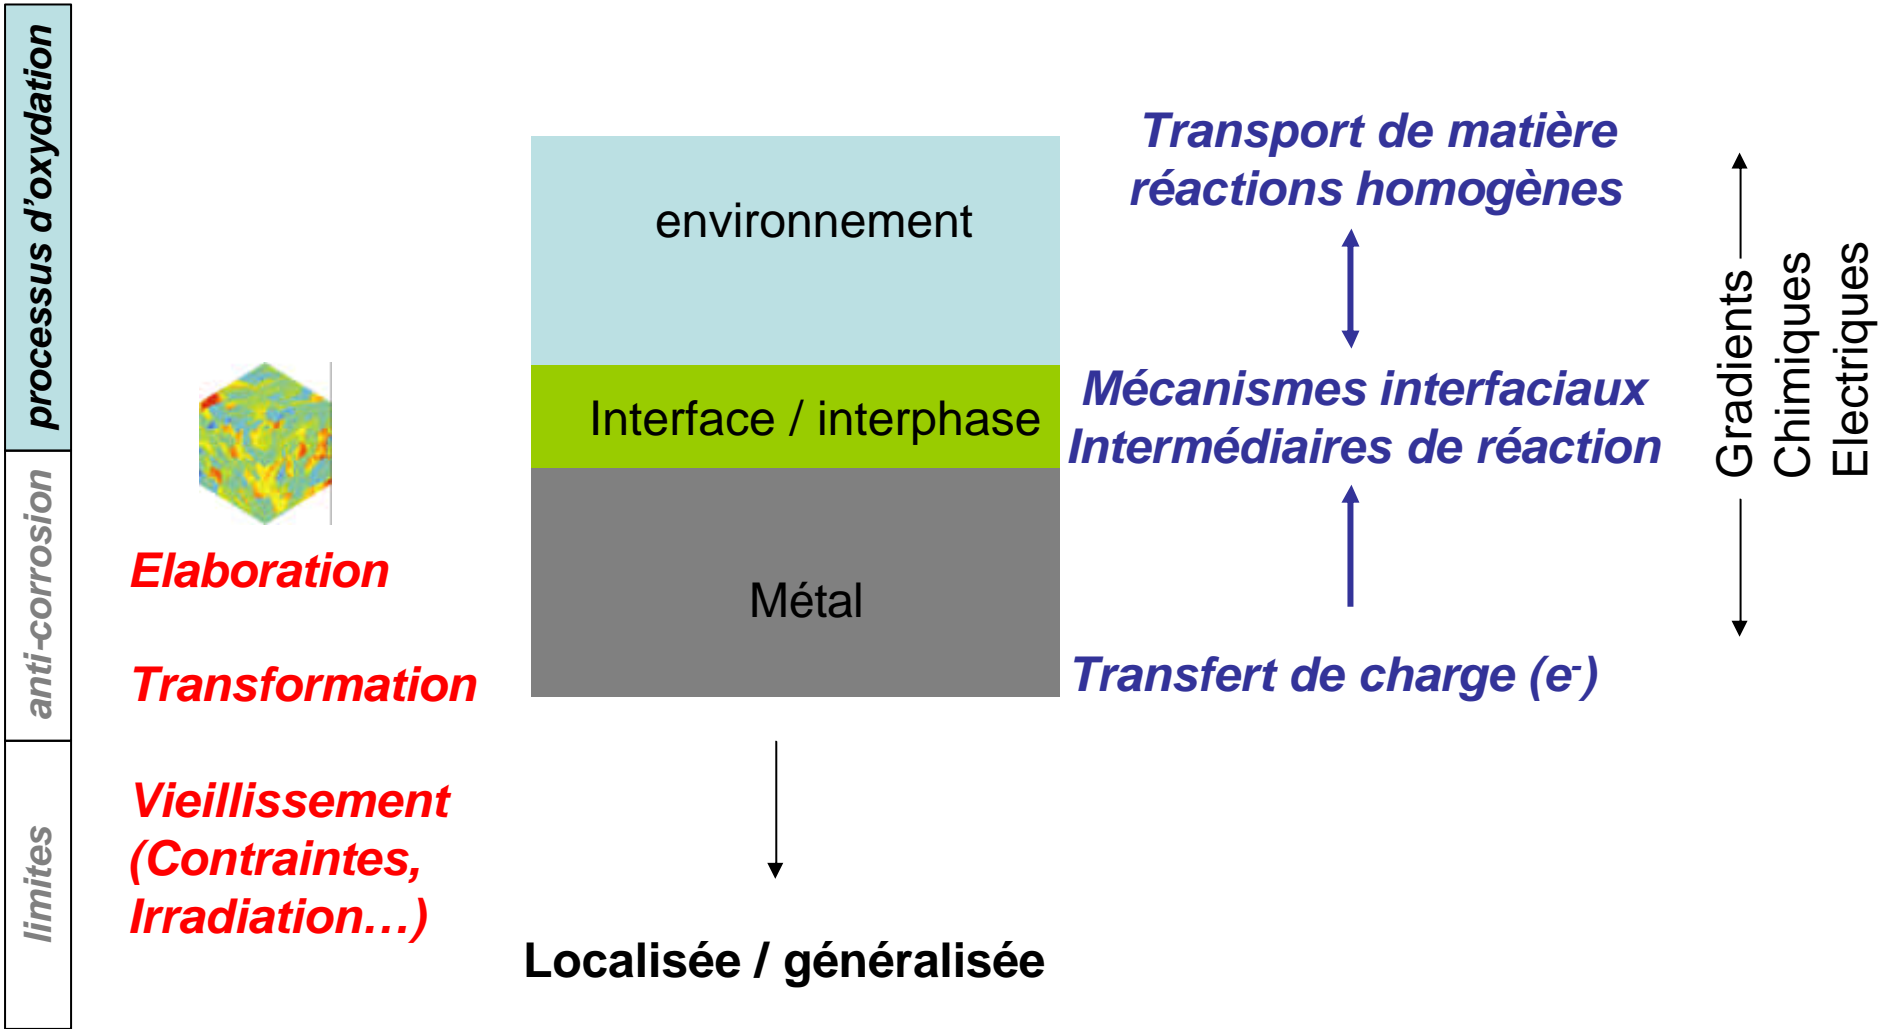 processus d'oxydation
anti-corrosion
limites
Elaboration
Transformation
Vieillissement
(Contraintes,
Irradiation…)
environnement
Interface / interphase
Métal
Localisée / généralisée
Transport de matière
réactions homogènes
Mécanismes interfaciaux
Intermédiaires de réaction
Transfert de charge (e-)
Gradients
Chimiques
Electriques